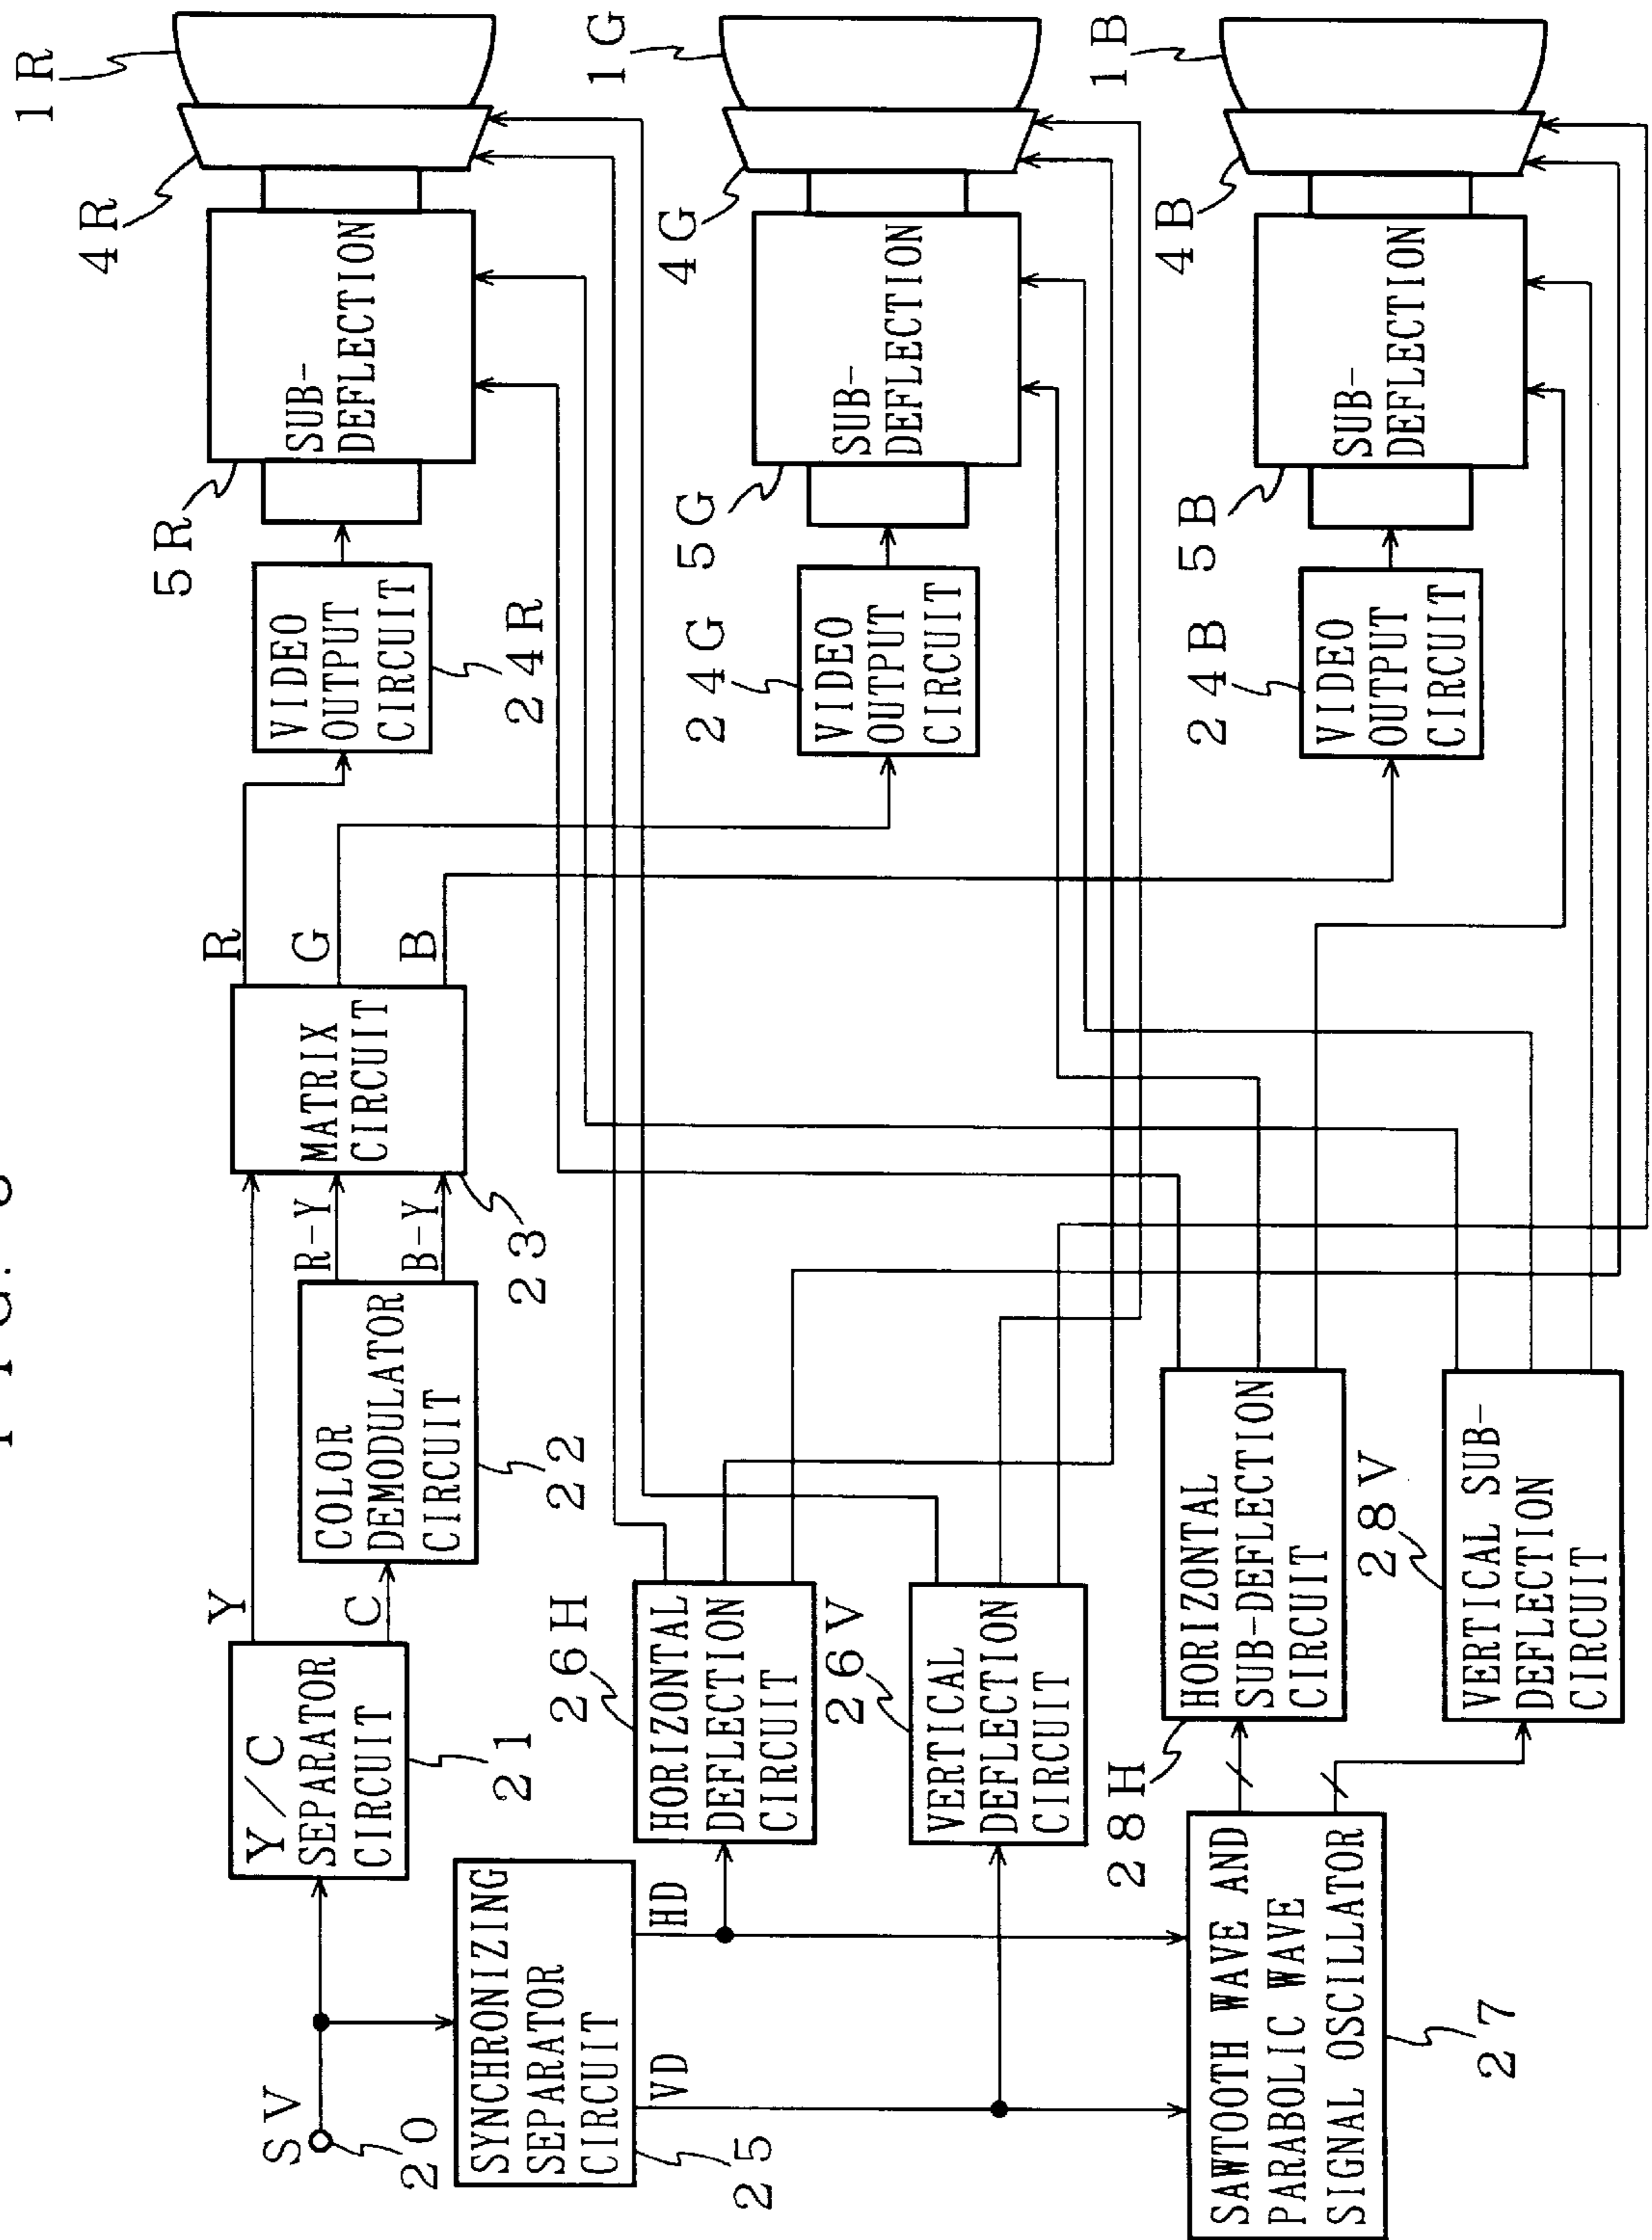 SV
20
Y/C
SEPARATOR
CIRCUIT
21
Y
C
COLOR
DEMODULATOR
CIRCUIT
22
R-Y
B-Y
MATRIX
CIRCUIT
23
R
G
B
VIDEO
OUTPUT
CIRCUIT
24R
SUB-
DEFLECTION
5R
4R
1R
VIDEO
OUTPUT
CIRCUIT
24G
SUB-
DEFLECTION
5G
4G
1G
VIDEO
OUTPUT
CIRCUIT
24B
SUB-
DEFLECTION
5B
4B
1B
SYNCHRONIZING
SEPARATOR
CIRCUIT
25
HD
VD
HORIZONTAL
DEFLECTION
CIRCUIT
26H
VERTICAL
DEFLECTION
CIRCUIT
26V
SAWTOOTH WAVE AND
PARABOLIC WAVE
SIGNAL OSCILLATOR
27
HORIZONTAL
SUB-DEFLECTION
CIRCUIT
28H
VERTICAL SUB-
DEFLECTION
CIRCUIT
28V